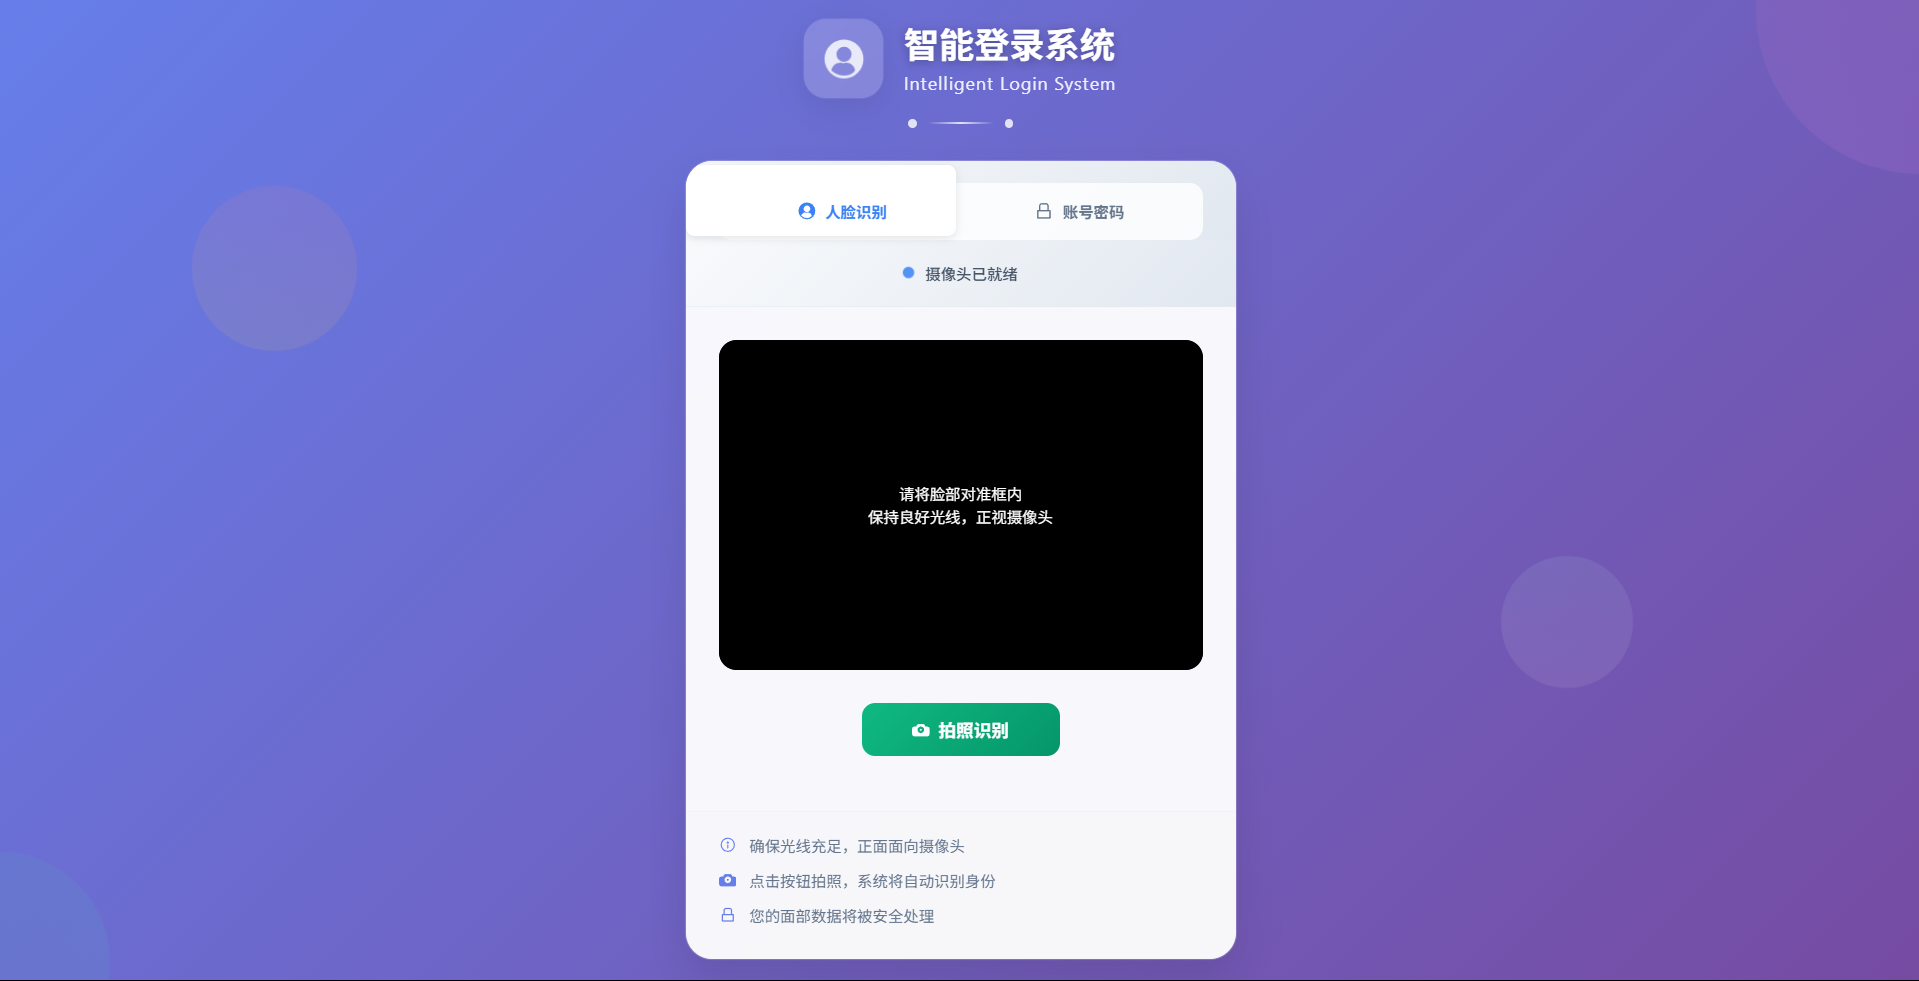 智能登录系统
Intelligent Login System
人脸识别
账号密码
摄像头已就绪
请将脸部对准框内
保持良好光线，正视摄像头
拍照识别
确保光线充足，正面面向摄像头
点击按钮拍照，系统将自动识别身份
您的面部数据将被安全处理